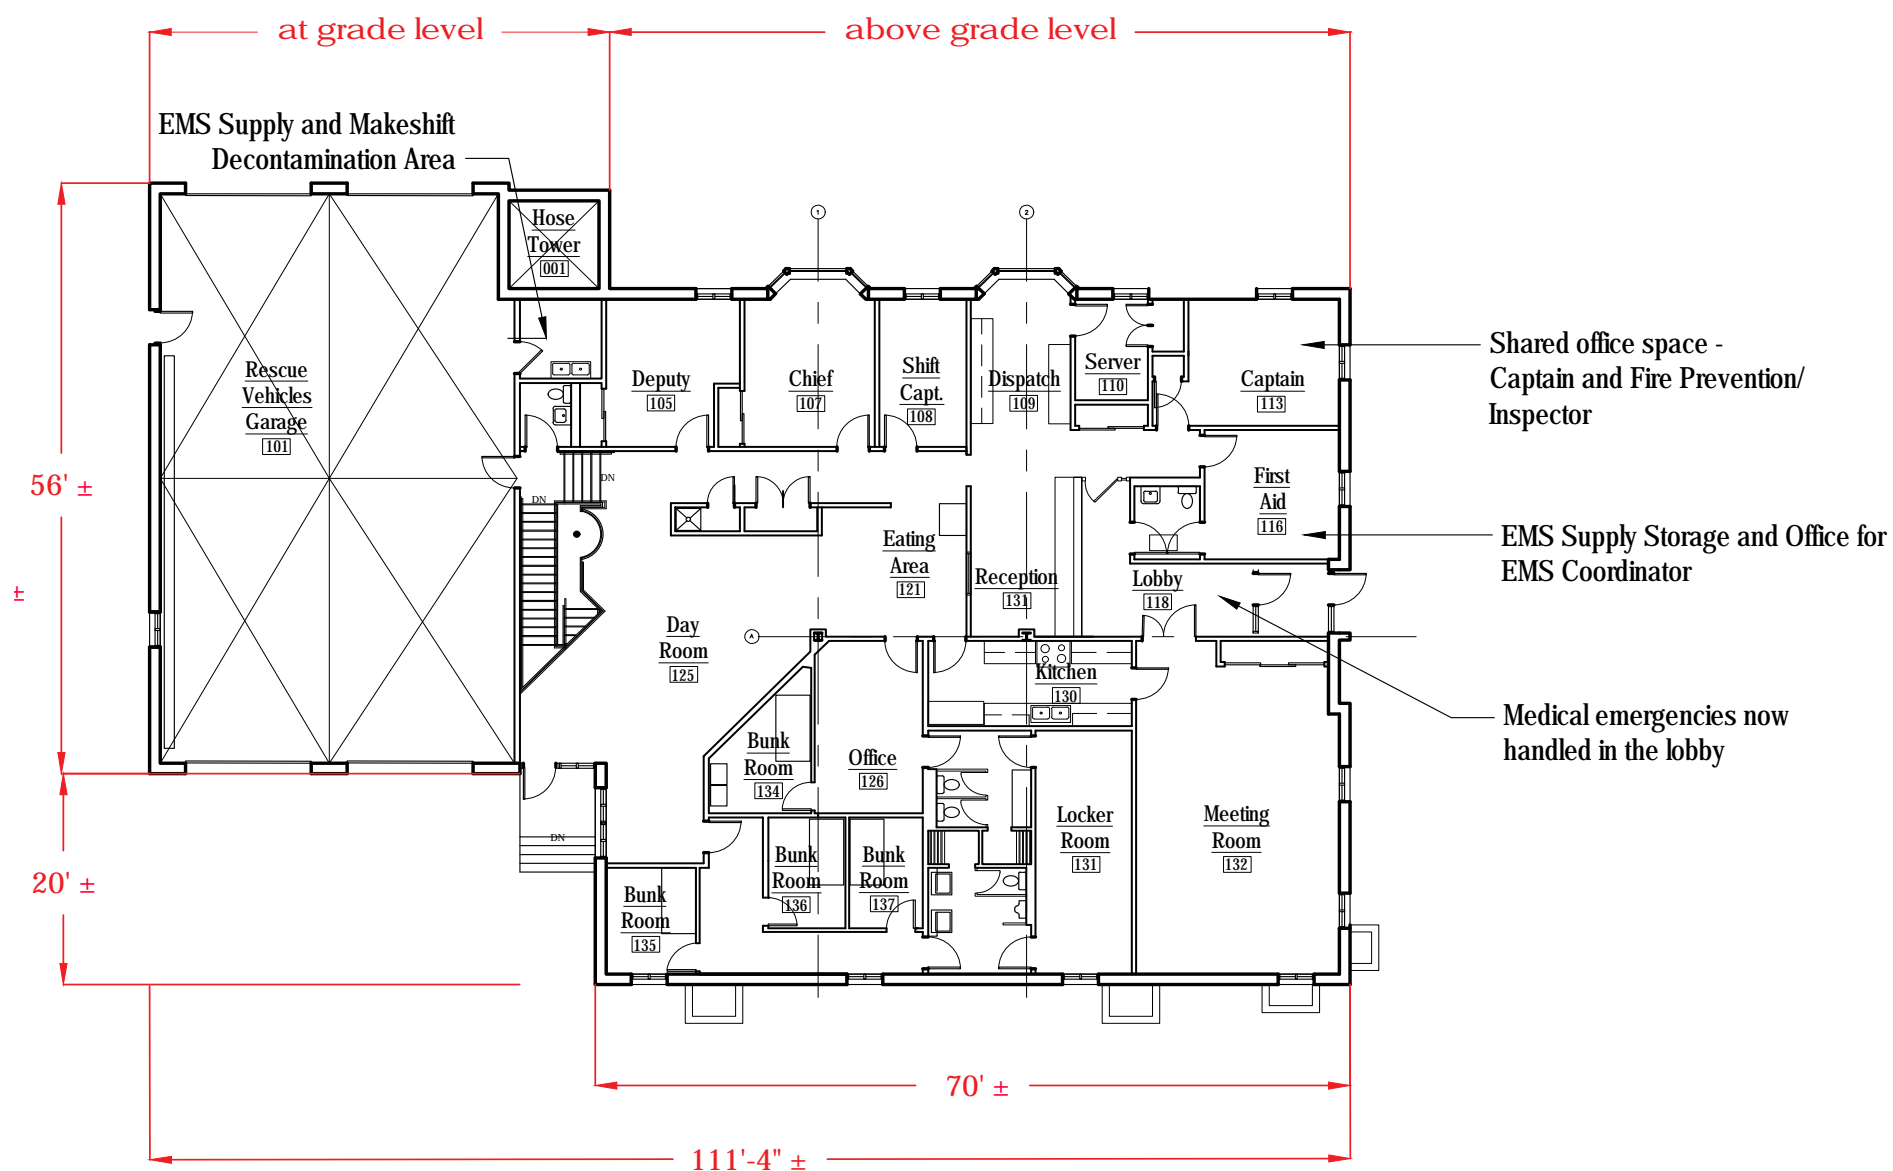 at grade level
above grade level
EMS Supply and Makeshift
Decontamination Area
Hose
Tower
001
1
2
Rescue
Vehicles
Garage
101
Deputy
105
Chief
107
Shift
Capt.
108
Dispatch
109
Server
110
Captain
113
Shared office space -
Captain and Fire Prevention/
Inspector
56' ±
±
DN
DN
First
Aid
116
EMS Supply Storage and Office for
EMS Coordinator
Eating
Area
121
Reception
131
Lobby
118
A
Day
Room
125
Kitchen
130
Medical emergencies now
handled in the lobby
Bunk
Room
134
Office
126
Locker
Room
131
Meeting
Room
132
DN
20' ±
Bunk
Room
136
Bunk
Room
137
Bunk
Room
135
70' ±
111'-4" ±